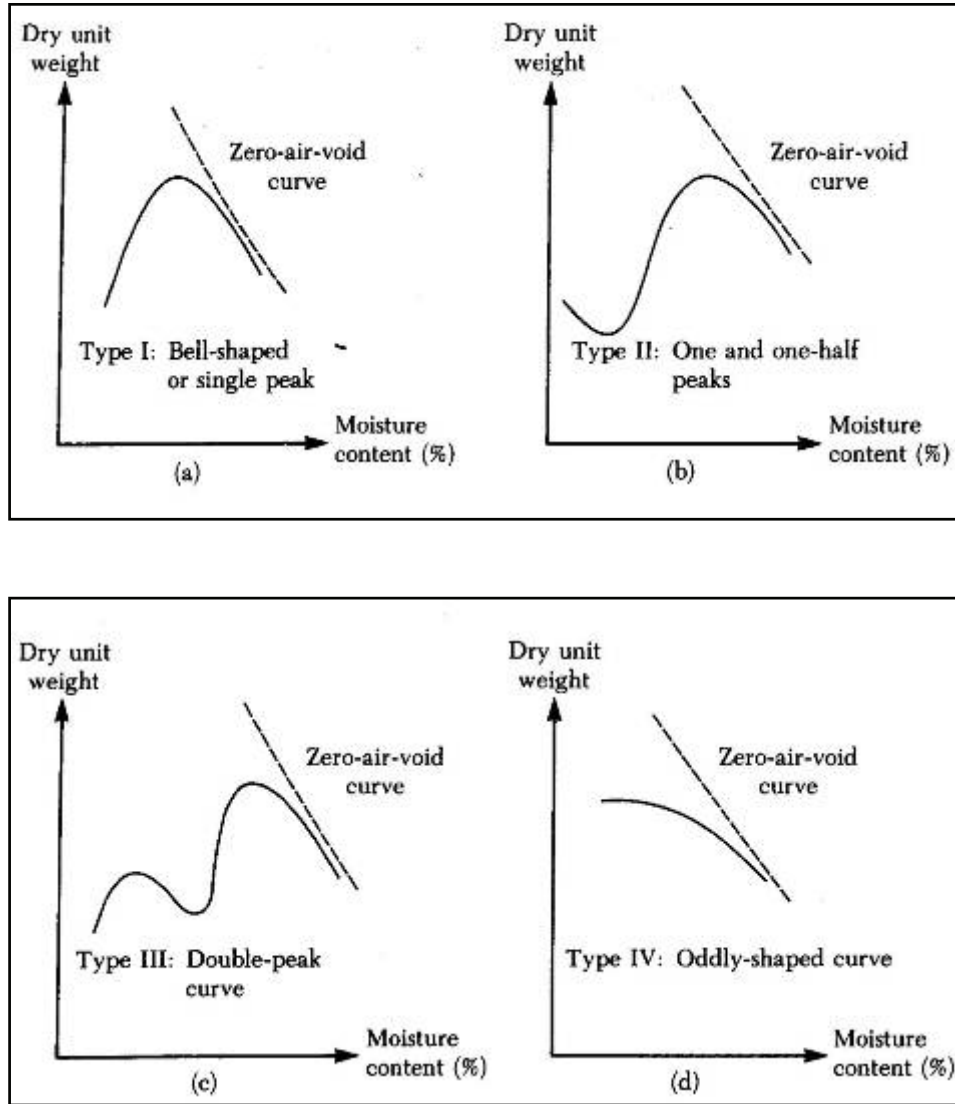 Dry unit
weight
Zero-air-void
curve
Type I: Bell-shaped
or single peak
Moisture
content (%)
(a)
Dry unit
weight
Zero-air-void
curve
Type II: One and one-half
peaks
Moisture
content (%)
(b)
Dry unit
weight
Zero-air-void
curve
Type III: Double-peak
curve
Moisture
content (%)
(c)
Dry unit
weight
Zero-air-void
curve
Type IV: Oddly-shaped curve
Moisture
content (%)
(d)